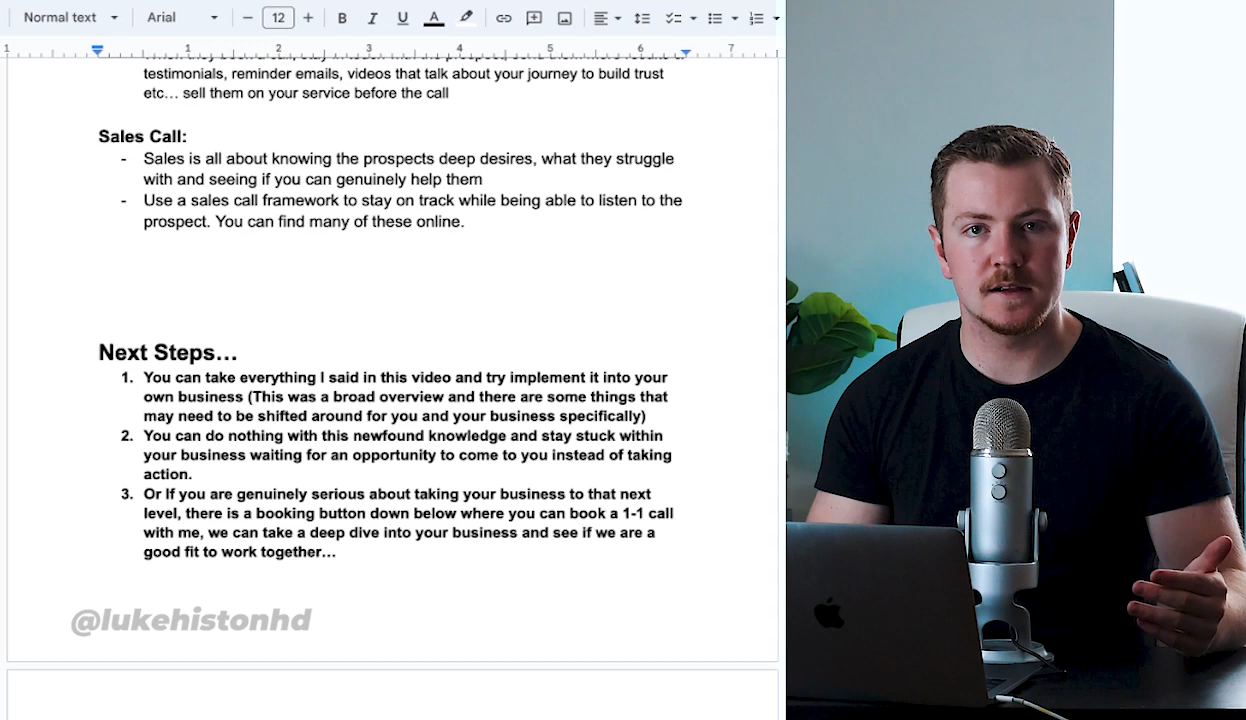 Normal text
Arial
12
B
I
U
A
1
1
2
3
4
5
6
7
testimonials, reminder emails, videos that talk about your journey to build trust
etc… sell them on your service before the call
Sales Call:
- Sales is all about knowing the prospects deep desires, what they struggle
with and seeing if you can genuinely help them
- Use a sales call framework to stay on track while being able to listen to the
prospect. You can find many of these online.
Next Steps…
1. You can take everything I said in this video and try implement it into your
own business (This was a broad overview and there are some things that
may need to be shifted around for you and your business specifically)
2. You can do nothing with this newfound knowledge and stay stuck within
your business waiting for an opportunity to come to you instead of taking
action.
3. Or If you are genuinely serious about taking your business to that next
level, there is a booking button down below where you can book a 1-1 call
with me, we can take a deep dive into your business and see if we are a
good fit to work together…
@lukehistonhd